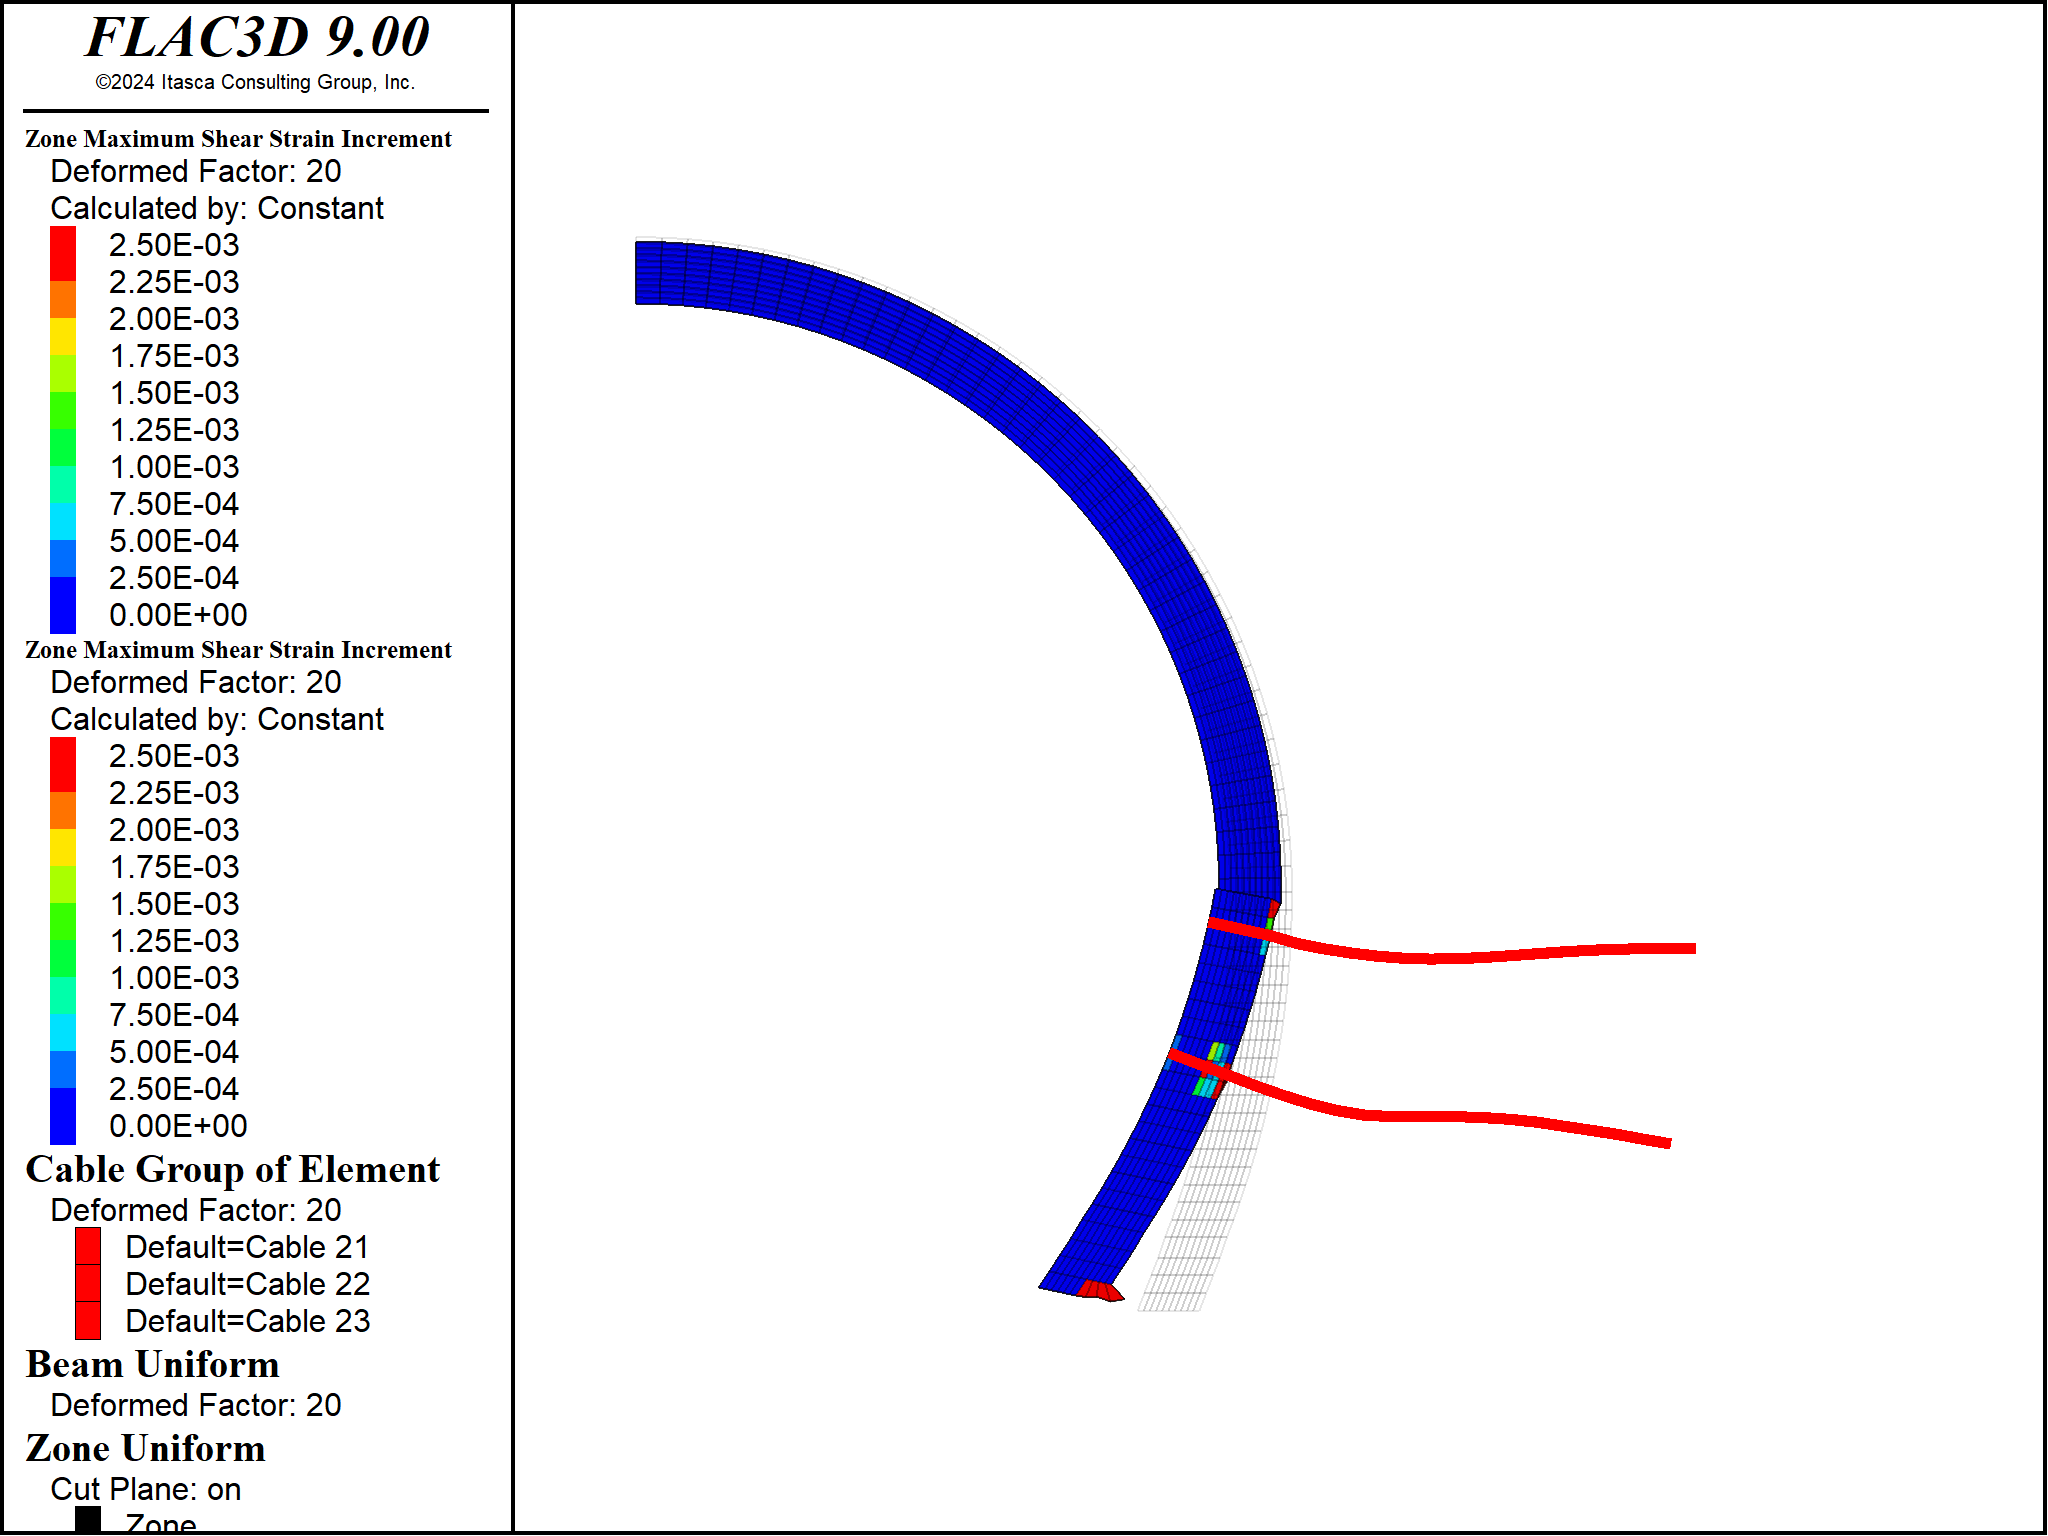 FLAC3D 9.00
©2024 Itasca Consulting Group, Inc.
Zone Maximum Shear Strain Increment
Deformed Factor: 20
Calculated by: Constant
2.50E-03
2.25E-03
2.00E-03
1.75E-03
1.50E-03
1.25E-03
1.00E-03
7.50E-04
5.00E-04
2.50E-04
0.00E+00
Zone Maximum Shear Strain Increment
Deformed Factor: 20
Calculated by: Constant
2.50E-03
2.25E-03
2.00E-03
1.75E-03
1.50E-03
1.25E-03
1.00E-03
7.50E-04
5.00E-04
2.50E-04
0.00E+00
Cable Group of Element
Deformed Factor: 20
Default=Cable 21
Default=Cable 22
Default=Cable 23
Beam Uniform
Deformed Factor: 20
Zone Uniform
Cut Plane: on
Zone